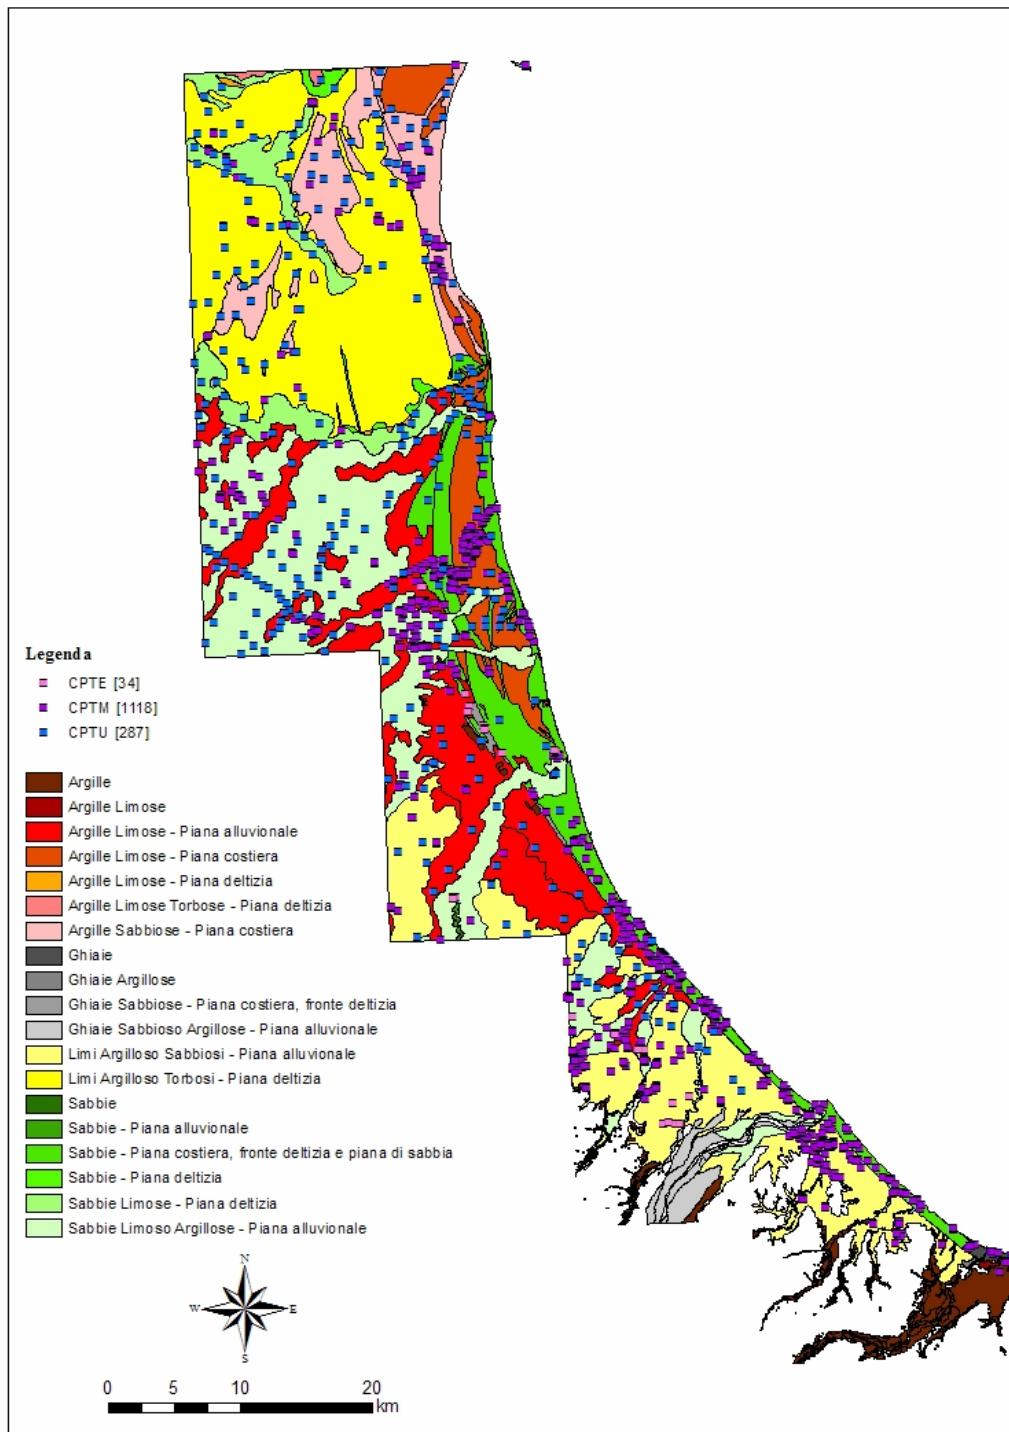 Legenda
CPTE [34]
CPTM [1118]
CPTU [287]
Argille
Argille Limose
Argille Limose - Piana alluvionale
Argille Limose - Piana costiera
Argille Limose - Piana deltizia
Argille Limose Torbose - Piana deltizia
Argille Sabbiose - Piana costiera
Ghiaie
Ghiaie Argillose
Ghiaie Sabbiose - Piana costiera, fronte deltizia
Ghiaie Sabbioso Argillose - Piana alluvionale
Limi Argilloso Sabbiosi - Piana alluvionale
Limi Argilloso Torbosi - Piana deltizia
Sabbie
Sabbie - Piana alluvionale
Sabbie - Piana costiera, fronte deltizia e piana di sabbia
Sabbie - Piana deltizia
Sabbie Limose - Piana deltizia
Sabbie Limoso Argillose - Piana alluvionale
N
W E
S
0 5 10 20
km